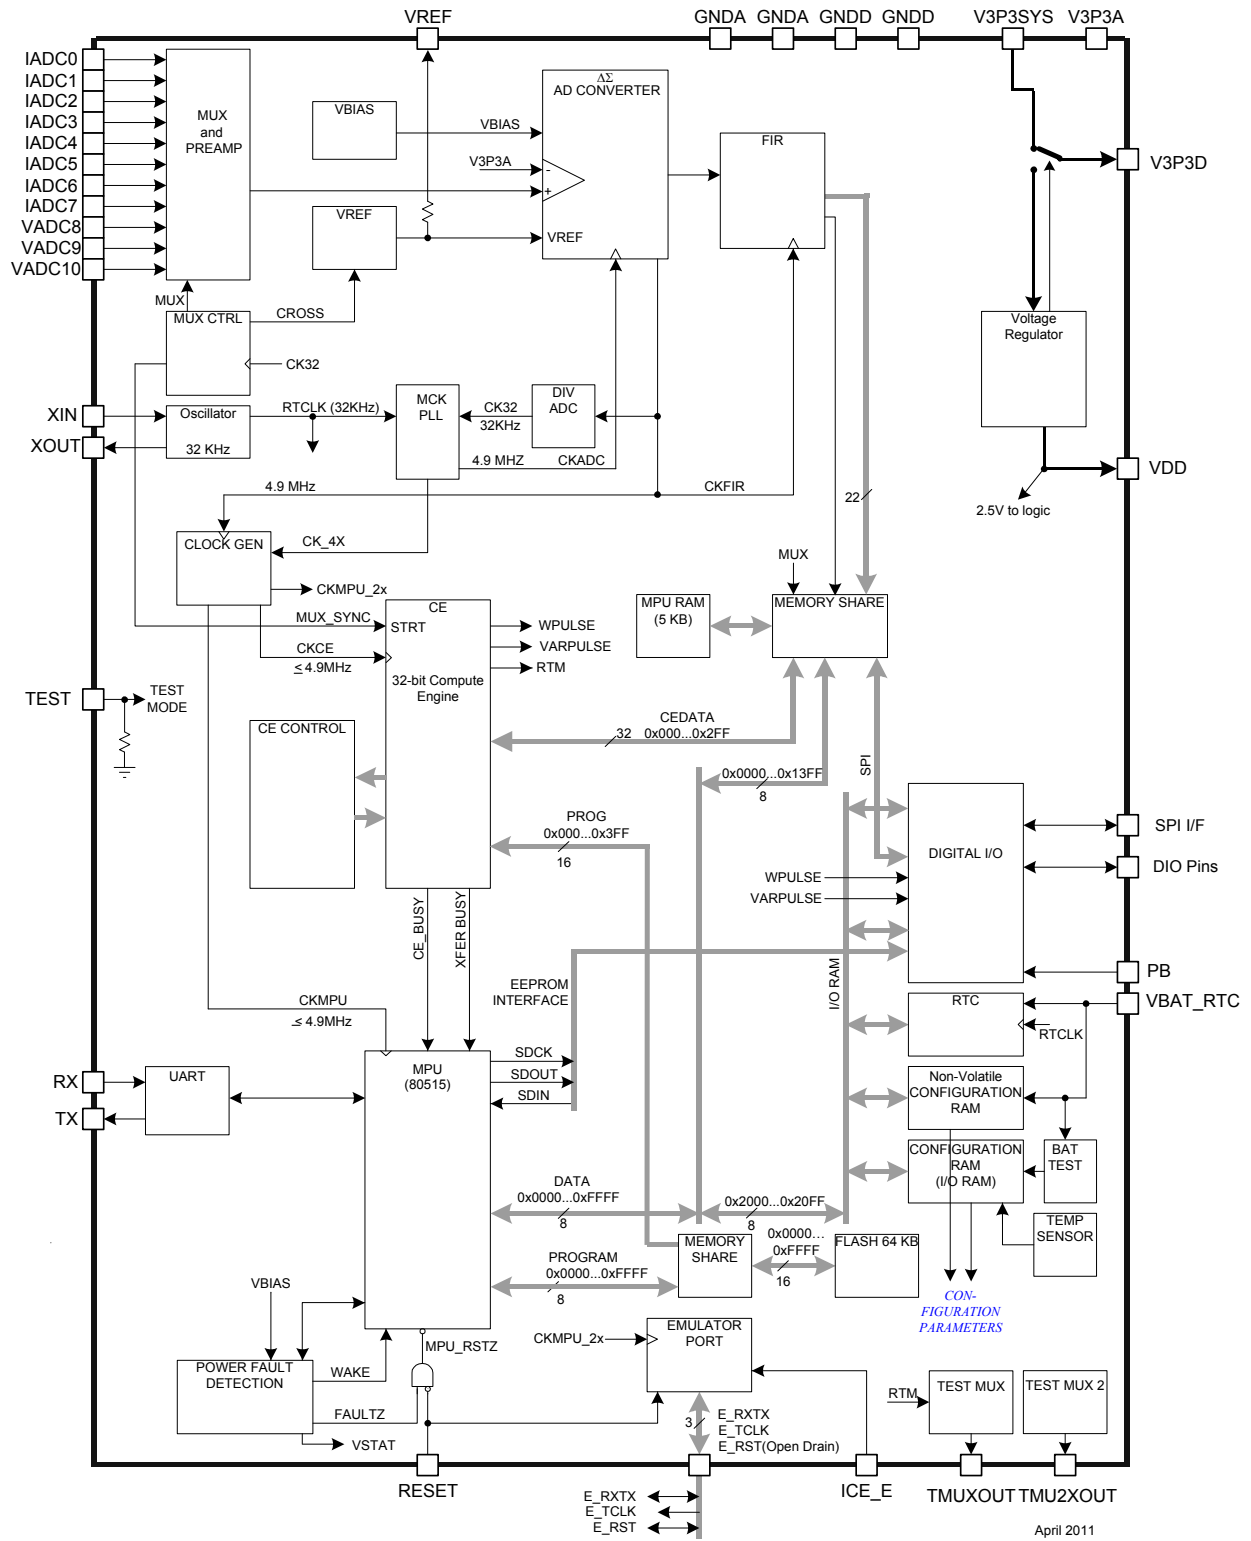 VREF
GNDA
GNDA
GNDD
GNDD
V3P3SYS
V3P3A
IADC0
IADC1
IADC2
IADC3
IADC4
IADC5
IADC6
IADC7
VADC8
VADC9
VADC10
MUX
and
PREAMP
VBIAS
VBIAS
ΔΣ
AD CONVERTER
V3P3A
-
+
VREF
VREF
FIR
V3P3D
MUX
MUX CTRL
CROSS
CK32
Voltage
Regulator
XIN
XOUT
Oscillator
32 KHz
RTCLK (32KHz)
MCK
PLL
CK32
32KHz
DIV
ADC
4.9 MHZ
CKADC
4.9 MHz
CKFIR
VDD
2.5V to logic
22
CLOCK GEN
CK_4X
CKMPU_2x
MUX
MPU RAM
(5 KB)
MEMORY SHARE
MUX_SYNC
CE
STRT
CKCE
≤ 4.9MHz
WPULSE
VARPULSE
RTM
32-bit Compute
Engine
TEST
TEST
MODE
CE CONTROL
CEDATA
32 0x000...0x2FF
0x0000...0x13FF
8
SPI
PROG
0x000...0x3FF
16
DIGITAL I/O
SPI I/F
DIO Pins
WPULSE
VARPULSE
CE_BUSY
XFER BUSY
EEPROM
INTERFACE
I/O RAM
PB
VBAT_RTC
RTC
RTCLK
CKMPU
≤ 4.9MHz
RX
TX
UART
MPU
(80515)
SDCK
SDOUT
SDIN
Non-Volatile
CONFIGURATION
RAM
CONFIGURATION
RAM
(I/O RAM)
BAT
TEST
TEMP
SENSOR
DATA
0x0000...0xFFFF
8
0x2000...0x20FF
8
MEMORY
SHARE
0x0000...
0xFFFF
16
FLASH 64 KB
PROGRAM
0x0000...0xFFFF
8
CON-
FIGURATION
PARAMETERS
VBIAS
POWER FAULT
DETECTION
WAKE
FAULTZ
VSTAT
MPU_RSTZ
CKMPU_2x
EMULATOR
PORT
3
E_RXTX
E_TCLK
E_RST(Open Drain)
RTM
TEST MUX
TEST MUX 2
RESET
ICE_E
TMUXOUT
TMU2XOUT
E_RXTX
E_TCLK
E_RST
April 2011